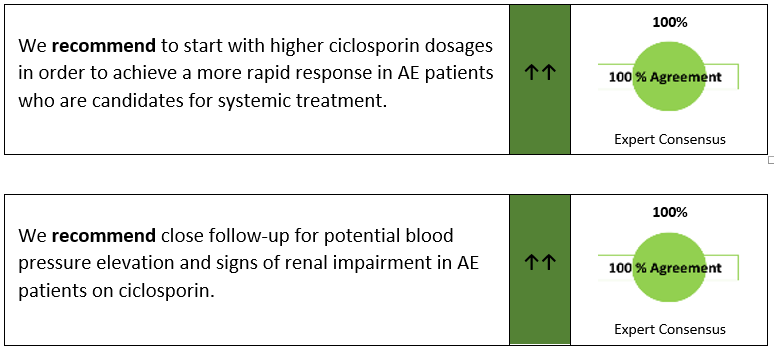 We recommend to start with higher ciclosporin dosages
in order to achieve a more rapid response in AE patients
who are candidates for systemic treatment.
↑↑
100%
100 % Agreement
Expert Consensus
We recommend close follow-up for potential blood
pressure elevation and signs of renal impairment in AE
patients on ciclosporin.
↑↑
100%
100 % Agreement
Expert Consensus